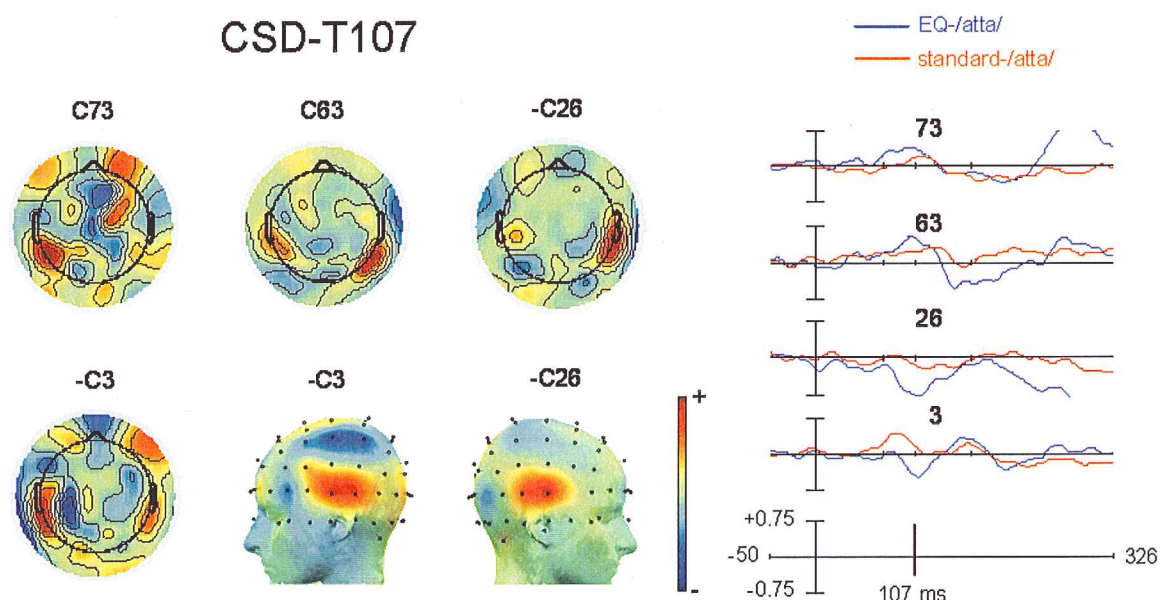 CSD-T107
EQ-/atta/
standard-/atta/
C73 C63 -C26
-C3 -C3 -C26
+
-
73
63
26
3
+0.75
-50 326
-0.75
107 ms